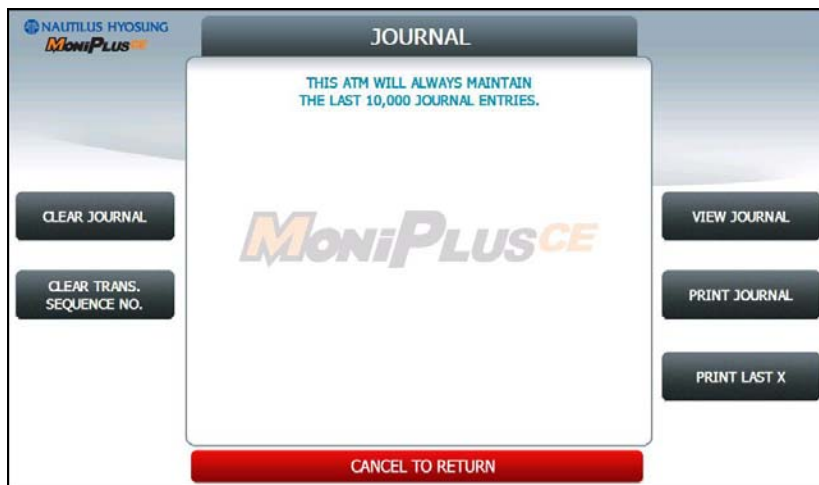 NAUTILUS HYOSUNG
MONIPLUS CE
JOURNAL
THIS ATM WILL ALWAYS MAINTAIN
THE LAST 10,000 JOURNAL ENTRIES.
CLEAR JOURNAL
VIEW JOURNAL
MONIPLUS CE
CLEAR TRANS.
SEQUENCE NO.
PRINT JOURNAL
PRINT LAST X
CANCEL TO RETURN